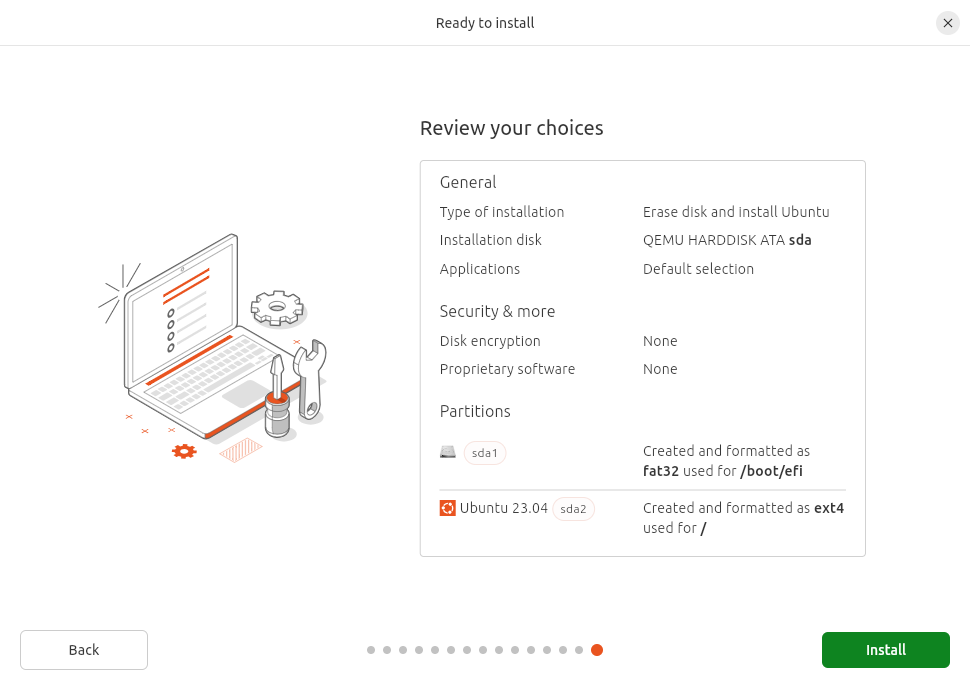 Ready to install
Review your choices
General
Type of installation Erase disk and install Ubuntu
Installation disk QEMU HARDDISK ATA sda
Applications Default selection
Security & more
Disk encryption None
Proprietary software None
Partitions
sda1 Created and formatted as
fat32 used for /boot/efi
Ubuntu 23.04 sda2 Created and formatted as ext4
used for /
Back
Install